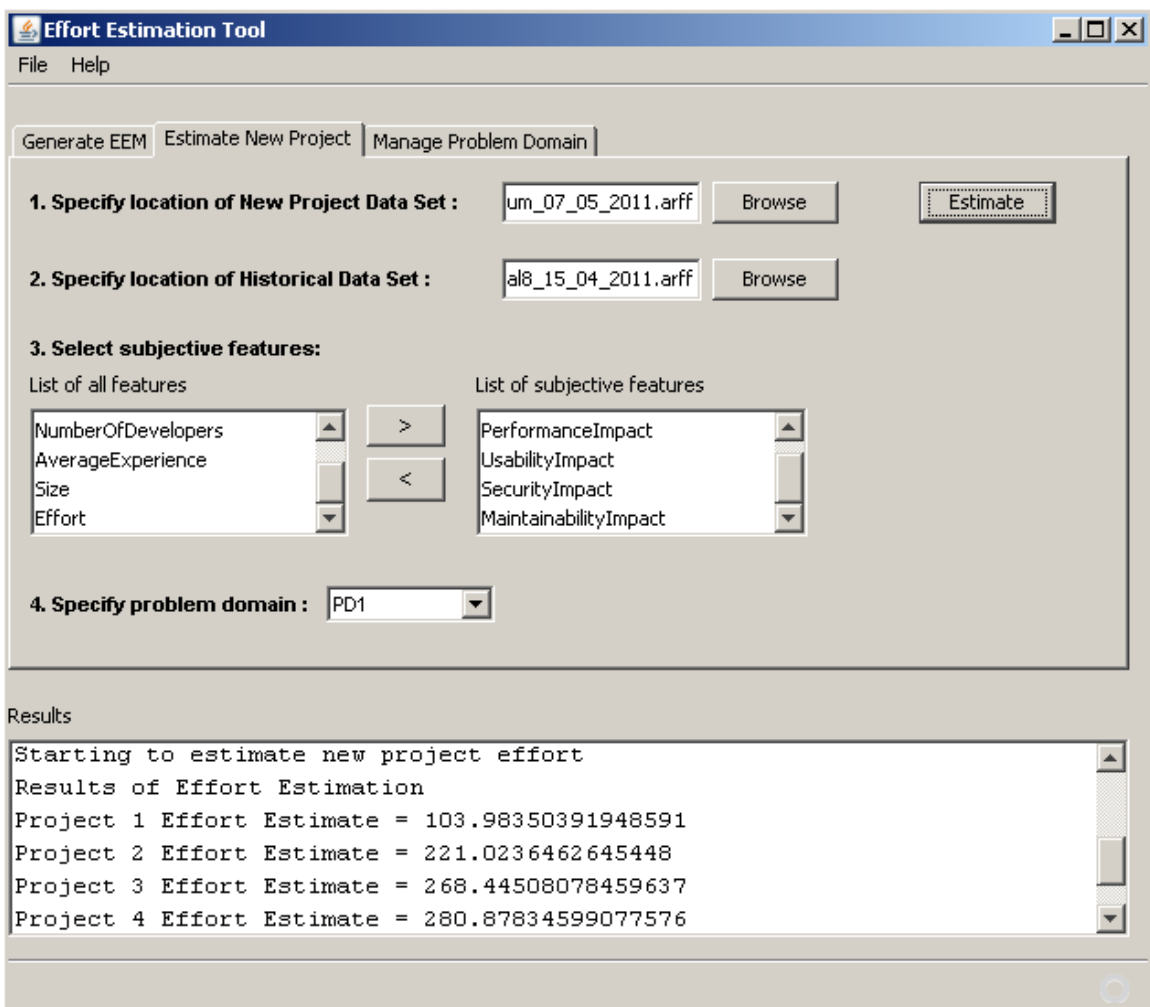 Effort Estimation Tool
File Help
Generate EEM Estimate New Project Manage Problem Domain
1. Specify location of New Project Data Set : um_07_05_2011.arff Browse Estimate
2. Specify location of Historical Data Set : al8_15_04_2011.arff Browse
3. Select subjective features:
List of all features List of subjective features
NumberOfDevelopers > PerformanceImpact
AverageExperience UsabilityImpact
Size < SecurityImpact
Effort MaintainabilityImpact
4. Specify problem domain : PD1
Results
Starting to estimate new project effort
Results of Effort Estimation
Project 1 Effort Estimate = 103.98350391948591
Project 2 Effort Estimate = 221.0236462645448
Project 3 Effort Estimate = 268.44508078459637
Project 4 Effort Estimate = 280.87834599077576